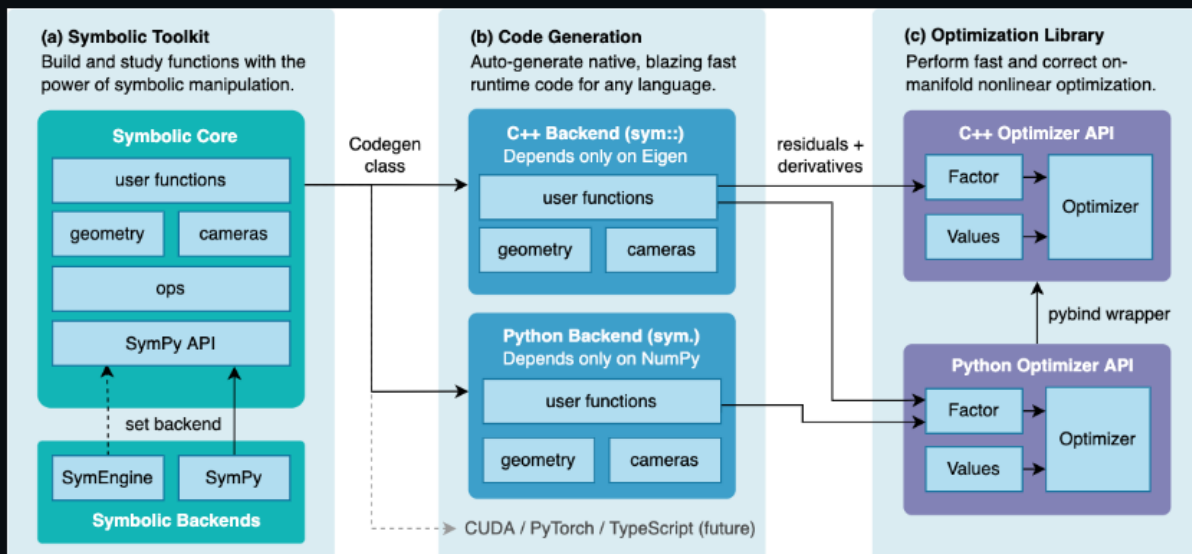 (a) Symbolic Toolkit
Build and study functions with the
power of symbolic manipulation.
Symbolic Core
user functions
geometry
cameras
ops
SymPy API
set backend
SymEngine
SymPy
Symbolic Backends
Codegen
class
(b) Code Generation
Auto-generate native, blazing fast
runtime code for any language.
C++ Backend (sym::)
Depends only on Eigen
user functions
geometry
cameras
Python Backend (sym.)
Depends only on NumPy
user functions
geometry
cameras
CUDA / PyTorch / TypeScript (future)
residuals +
derivatives
(c) Optimization Library
Perform fast and correct on-
manifold nonlinear optimization.
C++ Optimizer API
Factor
Values
Optimizer
pybind wrapper
Python Optimizer API
Factor
Values
Optimizer